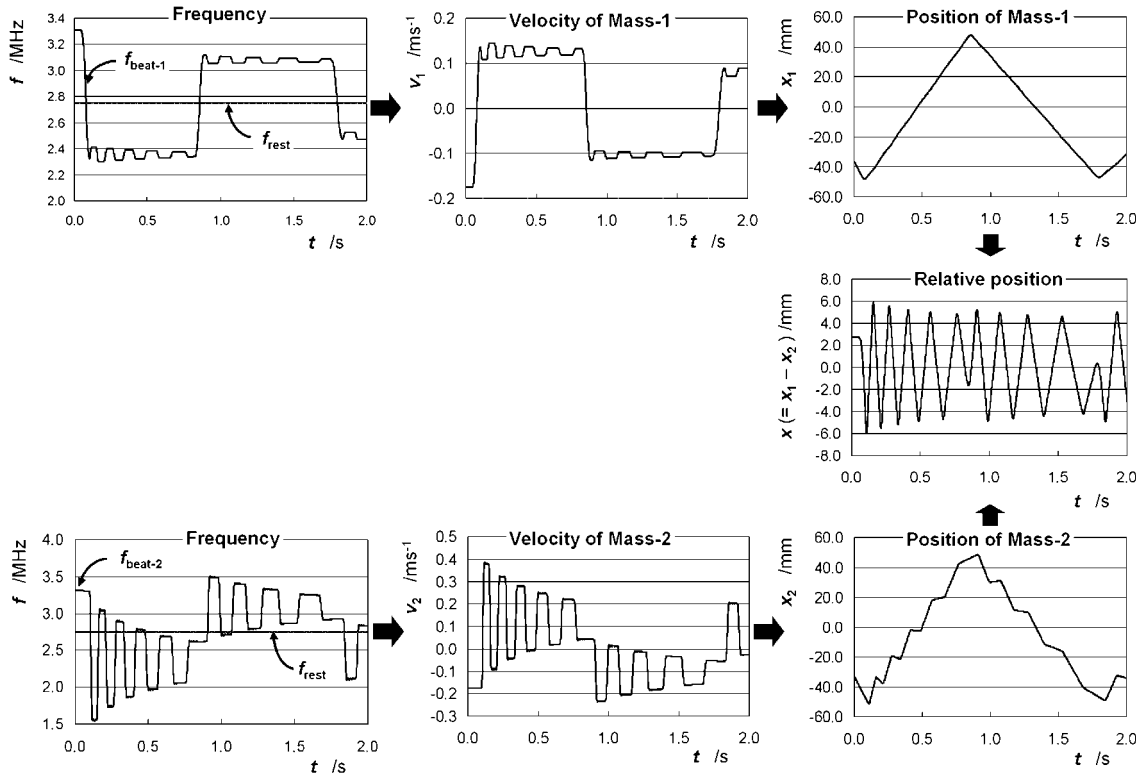 Frequency
f /MHz
3.4
3.2
3.0
2.8
2.6
2.4
2.2
2.0
f beat-1
f rest
0.0 0.5 1.0 1.5 2.0
t /s
Velocity of Mass-1
v1 /ms-1
0.2
0.1
0.0
-0.1
-0.2
0.0 0.5 1.0 1.5 2.0
t /s
Position of Mass-1
x1 /mm
60.0
40.0
20.0
0.0
-20.0
-40.0
-60.0
0.0 0.5 1.0 1.5 2.0
t /s
Relative position
x (= x1 – x2) /mm
8.0
6.0
4.0
2.0
0.0
-2.0
-4.0
-6.0
-8.0
0.0 0.5 1.0 1.5 2.0
t /s
Frequency
f /MHz
4.0
3.5
3.0
2.5
2.0
1.5
f beat-2
f rest
0.0 0.5 1.0 1.5 2.0
t /s
Velocity of Mass-2
v2 /ms-1
0.5
0.4
0.3
0.2
0.1
0.0
-0.1
-0.2
-0.3
0.0 0.5 1.0 1.5 2.0
t /s
Position of Mass-2
x2 /mm
60.0
40.0
20.0
0.0
-20.0
-40.0
-60.0
0.0 0.5 1.0 1.5 2.0
t /s